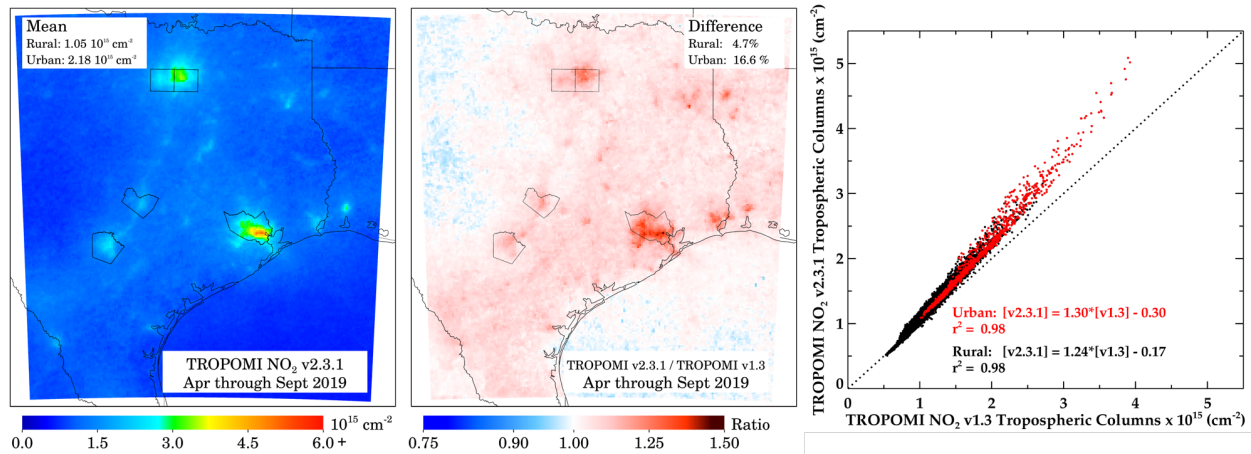 Mean
Rural: 1.05 10¹⁵ cm⁻²
Urban: 2.18 10¹⁵ cm⁻²
TROPOMI NO₂ v2.3.1
Apr through Sept 2019
0.0 1.5 3.0 4.5 6.0 +
10¹⁵ cm⁻²
Difference
Rural: 4.7%
Urban: 16.6 %
TROPOMI v2.3.1 / TROPOMI v1.3
Apr through Sept 2019
0.75 0.90 1.00 1.25 1.50
Ratio
TROPOMI NO₂ v2.3.1 Tropospheric Columns x 10¹⁵ (cm⁻²)
5
4
3
2
1
0
Urban: [v2.3.1] = 1.30*[v1.3] - 0.30
r² = 0.98
Rural: [v2.3.1] = 1.24*[v1.3] - 0.17
r² = 0.98
0 1 2 3 4 5
TROPOMI NO₂ v1.3 Tropospheric Columns x 10¹⁵ (cm⁻²)